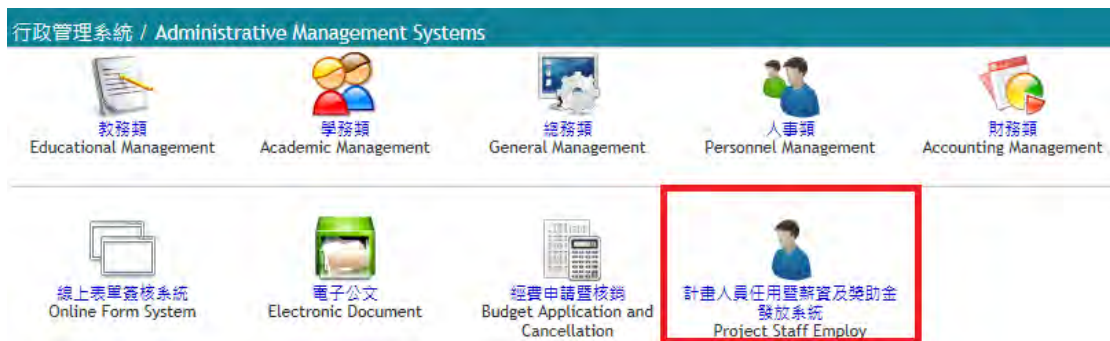 行政管理系統 / Administrative Management Systems
教務類
Educational Management
學務類
Academic Management
總務類
General Management
人事類
Personnel Management
財務類
Accounting Management
線上表單簽核系統
Online Form System
電子公文
Electronic Document
經費申請暨核銷
Budget Application and
Cancellation
計畫人員任用暨薪資及獎助金
發放系統
Project Staff Employ